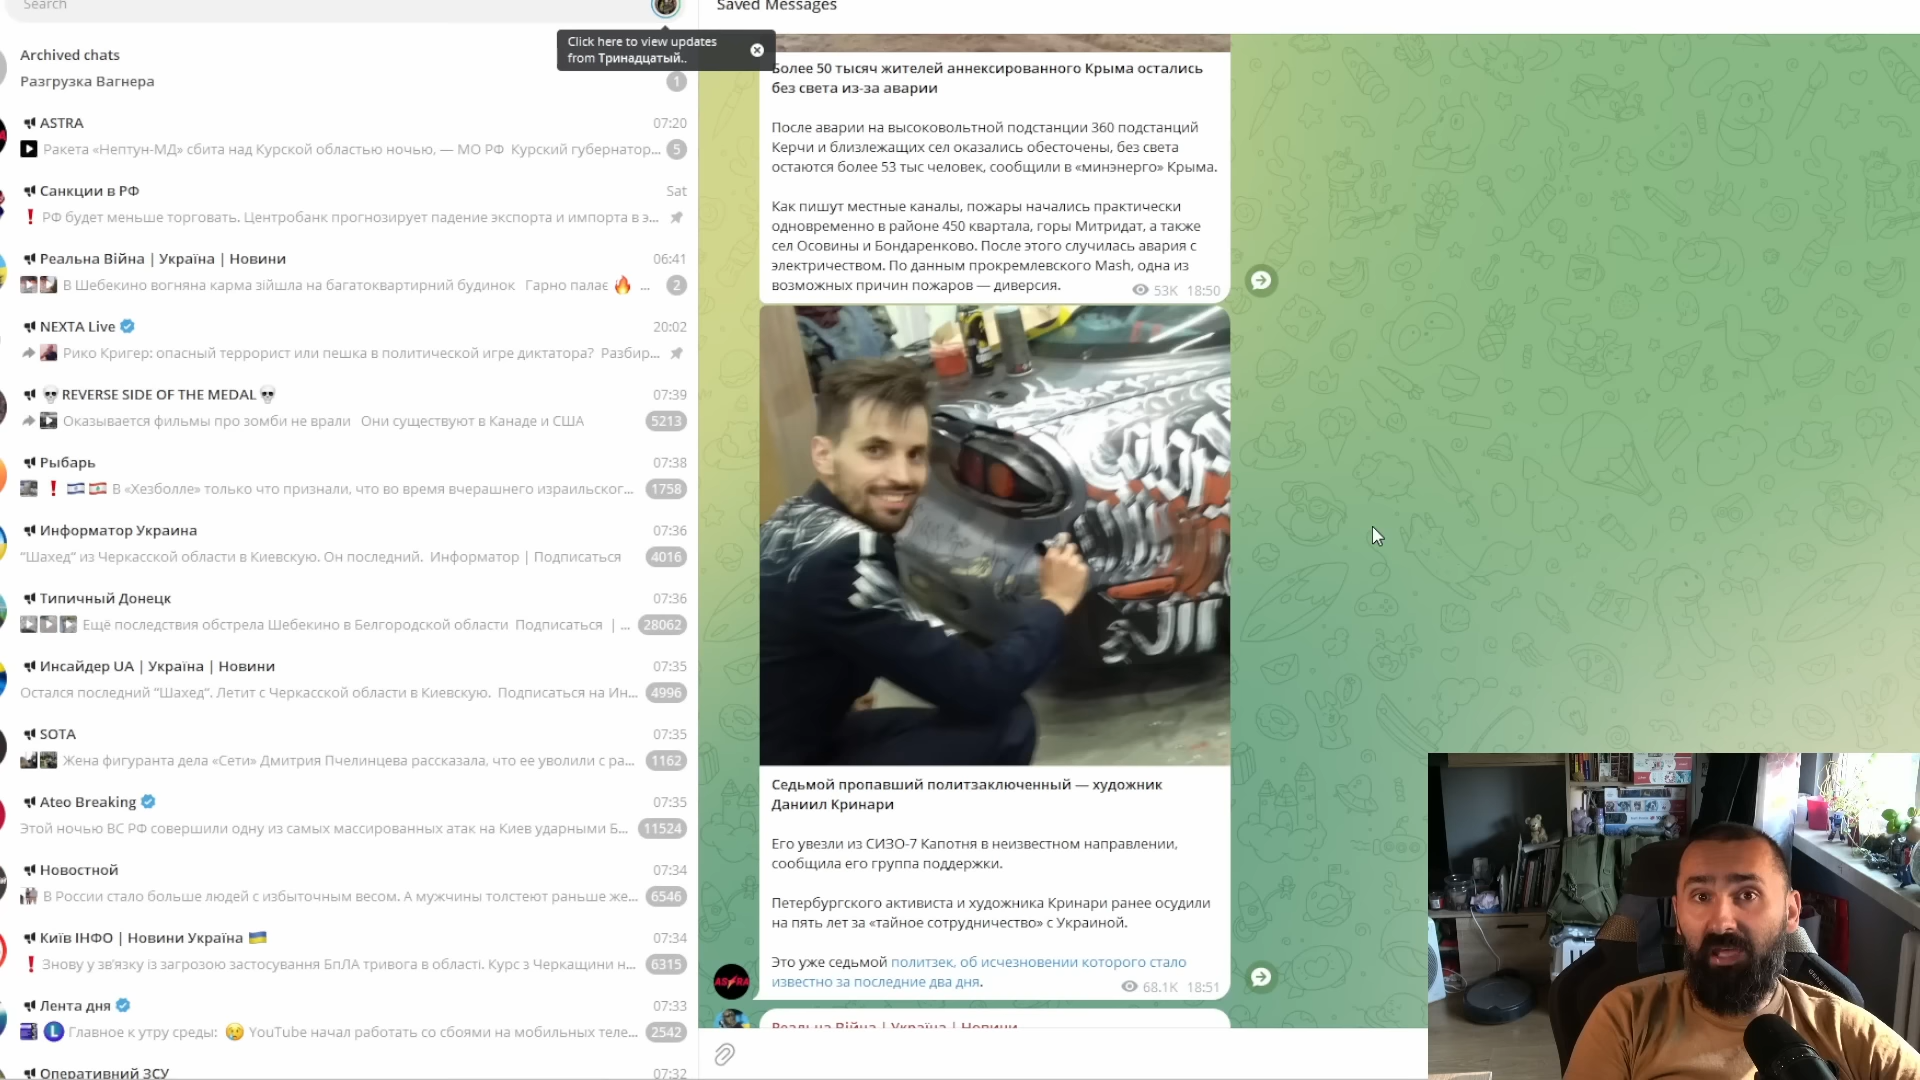 Search
Archived chats
Разгрузка Вагнера
1
ASTRA
07:20
Ракета «Нептун-МД» сбита над Курской областью ночью, — МО РФ Курский губернатор...
5
Санкции в РФ
Sat
РФ будет меньше торговать. Центробанк прогнозирует падение экспорта и импорта в э...
Реальна Війна | Україна | Новини
06:41
В Шебекино вогняна карма зійшла на багатоквартирний будинок Гарно палає 🔥 ...
2
NEXTA Live
20:02
Рико Кригер: опасный террорист или пешка в политической игре диктатора? Разбир...
💀REVERSE SIDE OF THE MEDAL💀
07:39
Оказывается фильмы про зомби не врали Они существуют в Канаде и США
5213
Рыбарь
07:38
В «Хезболле» только что признали, что во время вчерашнего израильског...
1758
Информатор Украина
07:36
"Шахед" из Черкасской области в Киевскую. Он последний. Информатор | Подписаться
4016
Типичный Донецк
07:36
Ещё последствия обстрела Шебекино в Белгородской области Подписаться | ...
28062
Инсайдер UA | Україна | Новини
07:35
Остался последний "Шахед". Летит с Черкасской области в Киевскую. Подписаться на Ин...
4996
SOTA
07:35
Жена фигуранта дела «Сети» Дмитрия Пчелинцева рассказала, что ее уволили с ра...
1162
Ateo Breaking
07:35
Этой ночью ВС РФ совершили одну из самых массированных атак на Киев ударными Б...
11524
Новостной
07:34
В России стало больше людей с избыточным весом. А мужчины толстеют раньше же...
6546
Київ ІНФО | Новини Україна 🇺🇦
07:34
Знову у зв'язку із загрозою застосування БпЛА тривога в області. Курс з Черкащини н...
6315
Лента дня
07:33
Главное к утру среды: 😢 YouTube начал работать со сбоями на мобильных теле...
2542
Оперативний ЗСУ
07:32
Click here to view updates
from Тринадцатый..
Saved Messages
Более 50 тысяч жителей аннексированного Крыма остались
без света из-за аварии
После аварии на высоковольтной подстанции 360 подстанций
Керчи и близлежащих сел оказались обесточены, без света
остаются более 53 тыс человек, сообщили в «минэнерго» Крыма.
Как пишут местные каналы, пожары начались практически
одновременно в районе 450 квартала, горы Митридат, а также
сел Осовины и Бондаренково. После этого случилась авария с
электричеством. По данным прокремлевского Mash, одна из
возможных причин пожаров — диверсия.
53K 18:50
Седьмой пропавший политзаключенный — художник
Даниил Кринари
Его увезли из СИЗО-7 Капотня в неизвестном направлении,
сообщила его группа поддержки.
Петербургского активиста и художника Кринари ранее осудили
на пять лет за «тайное сотрудничество» с Украиной.
Это уже седьмой политзек, об исчезновении которого стало
известно за последние два дня.
68.1K 18:51
ASTRA
Реальна Війна | Україна | Новини